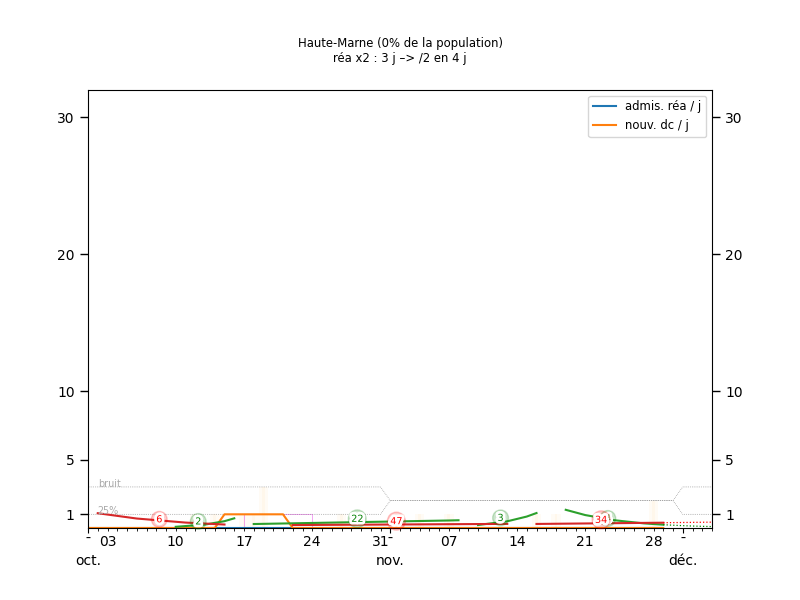 Haute-Marne (0% de la population)
réa x2 : 3 j –> /2 en 4 j
admis. réa / j
nouv. dc / j
30 30
20 20
10 10
5 5
bruit
25%
1 1
6 2 22 47 3 34
- 03 10 17 24 31 07 14 21 28 -
oct. nov. déc.